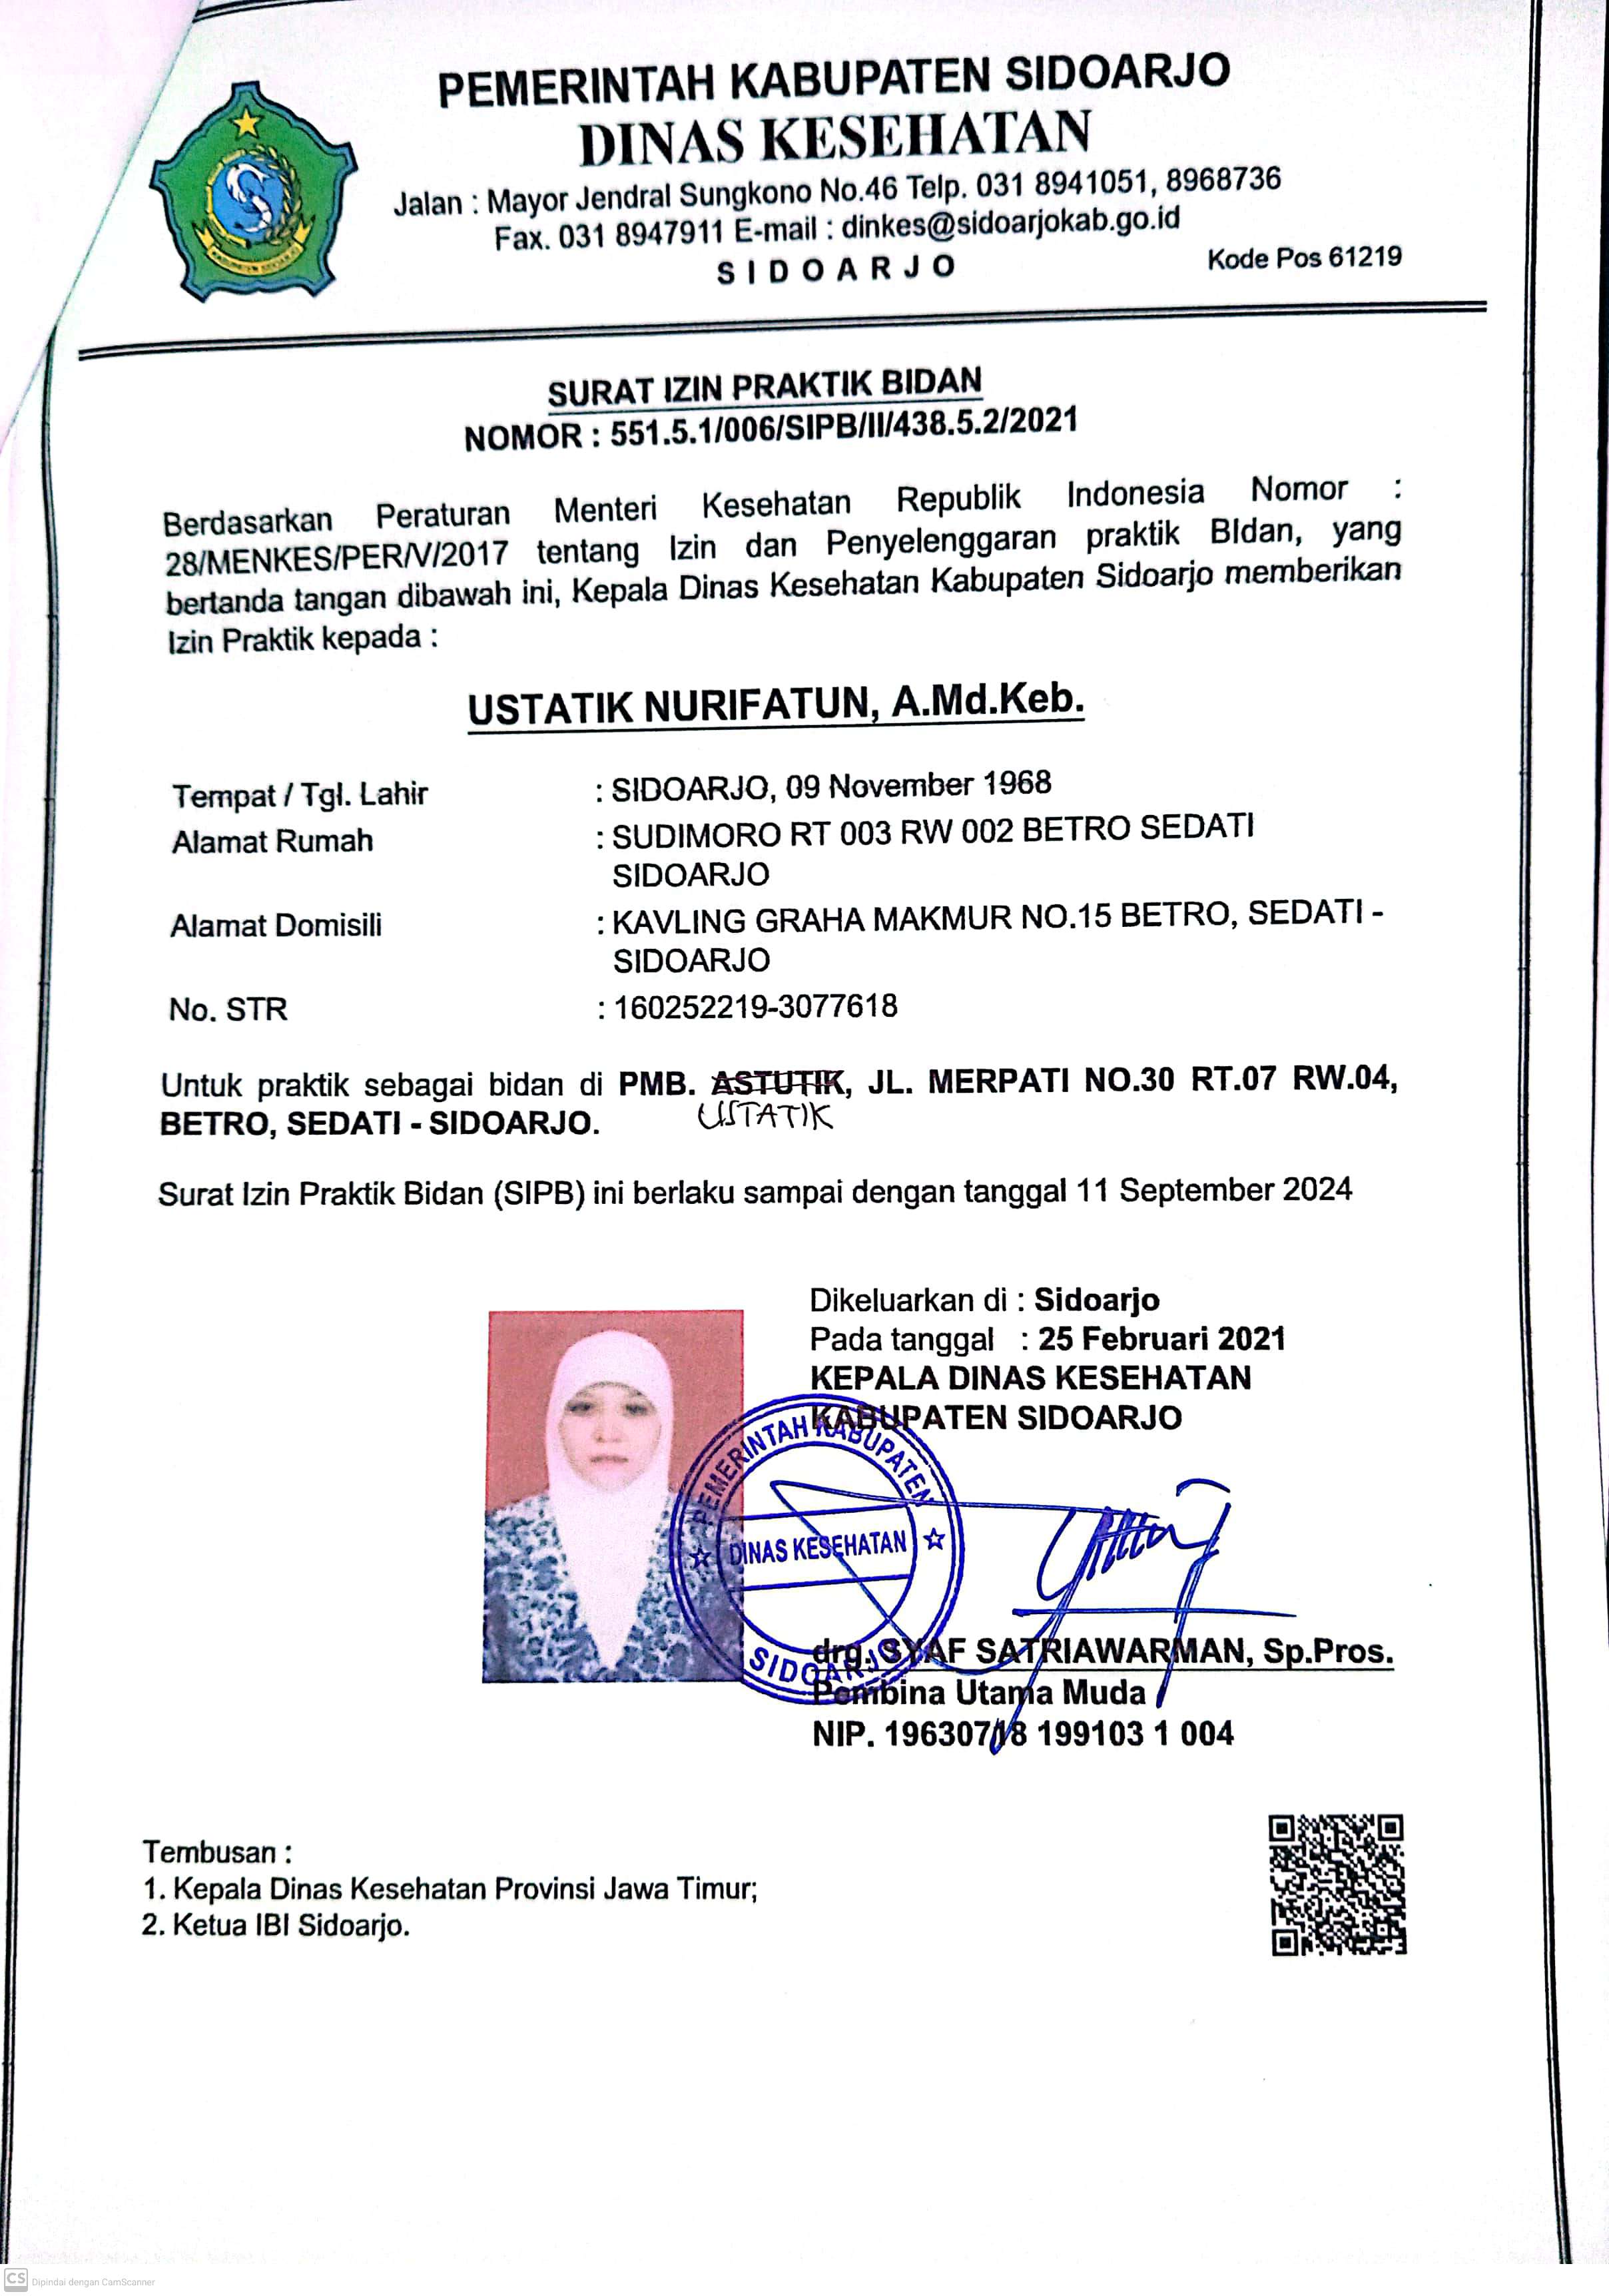 PEMERINTAH KABUPATEN SIDOARJO
DINAS KESEHATAN
Jalan : Mayor Jendral Sungkono No.46 Telp. 031 8941051, 8968736
Fax. 031 8947911 E-mail : dinkes@sidoarjokab.go.id
S I D O A R J O
Kode Pos 61219
KABUPATEN SIDOARJO
SURAT IZIN PRAKTIK BIDAN
NOMOR : 551.5.1/006/SIPB/II/438.5.2/2021
Berdasarkan Peraturan Menteri Kesehatan Republik Indonesia Nomor :
28/MENKES/PER/V/2017 tentang Izin dan Penyelenggaran praktik BIdan, yang
bertanda tangan dibawah ini, Kepala Dinas Kesehatan Kabupaten Sidoarjo memberikan
Izin Praktik kepada :
USTATIK NURIFATUN, A.Md.Keb.
Tempat / Tgl. Lahir : SIDOARJO, 09 November 1968
Alamat Rumah : SUDIMORO RT 003 RW 002 BETRO SEDATI
SIDOARJO
Alamat Domisili : KAVLING GRAHA MAKMUR NO.15 BETRO, SEDATI -
SIDOARJO
No. STR : 160252219-3077618
Untuk praktik sebagai bidan di PMB. ASTUTIK, JL. MERPATI NO.30 RT.07 RW.04,
USTATIK
BETRO, SEDATI - SIDOARJO.
Surat Izin Praktik Bidan (SIPB) ini berlaku sampai dengan tanggal 11 September 2024
Dikeluarkan di : Sidoarjo
Pada tanggal : 25 Februari 2021
KEPALA DINAS KESEHATAN
KABUPATEN SIDOARJO
PEMERINTAH KABUPATEN
DINAS KESEHATAN
SIDOARJO
drg. SYAF SATRIAWARMAN, Sp.Pros.
Pembina Utama Muda
NIP. 19630718 199103 1 004
Tembusan :
1. Kepala Dinas Kesehatan Provinsi Jawa Timur;
2. Ketua IBI Sidoarjo.
CS Dipindai dengan CamScanner